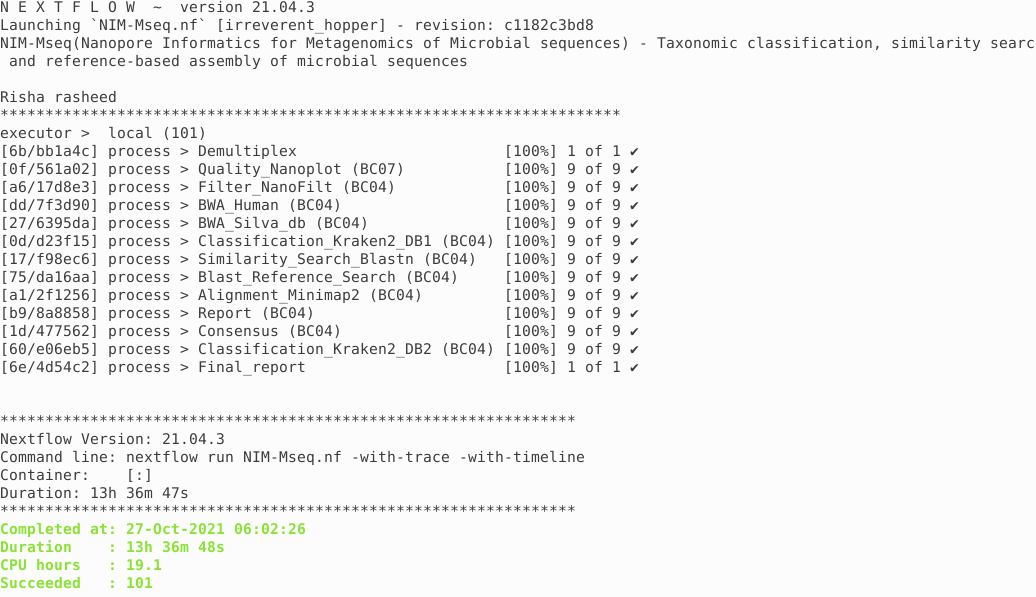 N E X T F L O W  ~  version 21.04.3
Launching `NIM-Mseq.nf` [irreverent_hopper] - revision: c1182c3bd8
NIM-Mseq(Nanopore Informatics for Metagenomics of Microbial sequences) - Taxonomic classification, similarity searc
 and reference-based assembly of microbial sequences
Risha rasheed
*********************************************************************
executor >  local (101)
[6b/bb1a4c] process > Demultiplex                       [100%] 1 of 1 ✔
[0f/561a02] process > Quality_Nanoplot (BC07)           [100%] 9 of 9 ✔
[a6/17d8e3] process > Filter_NanoFilt (BC04)            [100%] 9 of 9 ✔
[dd/7f3d90] process > BWA_Human (BC04)                  [100%] 9 of 9 ✔
[27/6395da] process > BWA_Silva_db (BC04)               [100%] 9 of 9 ✔
[0d/d23f15] process > Classification_Kraken2_DB1 (BC04) [100%] 9 of 9 ✔
[17/f98ec6] process > Similarity_Search_Blastn (BC04)   [100%] 9 of 9 ✔
[75/da16aa] process > Blast_Reference_Search (BC04)     [100%] 9 of 9 ✔
[a1/2f1256] process > Alignment_Minimap2 (BC04)         [100%] 9 of 9 ✔
[b9/8a8858] process > Report (BC04)                     [100%] 9 of 9 ✔
[1d/477562] process > Consensus (BC04)                  [100%] 9 of 9 ✔
[60/e06eb5] process > Classification_Kraken2_DB2 (BC04) [100%] 9 of 9 ✔
[6e/4d54c2] process > Final_report                      [100%] 1 of 1 ✔
****************************************************************
Nextflow Version: 21.04.3
Command line: nextflow run NIM-Mseq.nf -with-trace -with-timeline
Container:    [:]
Duration: 13h 36m 47s
****************************************************************
Completed at: 27-Oct-2021 06:02:26
Duration    : 13h 36m 48s
CPU hours   : 19.1
Succeeded   : 101